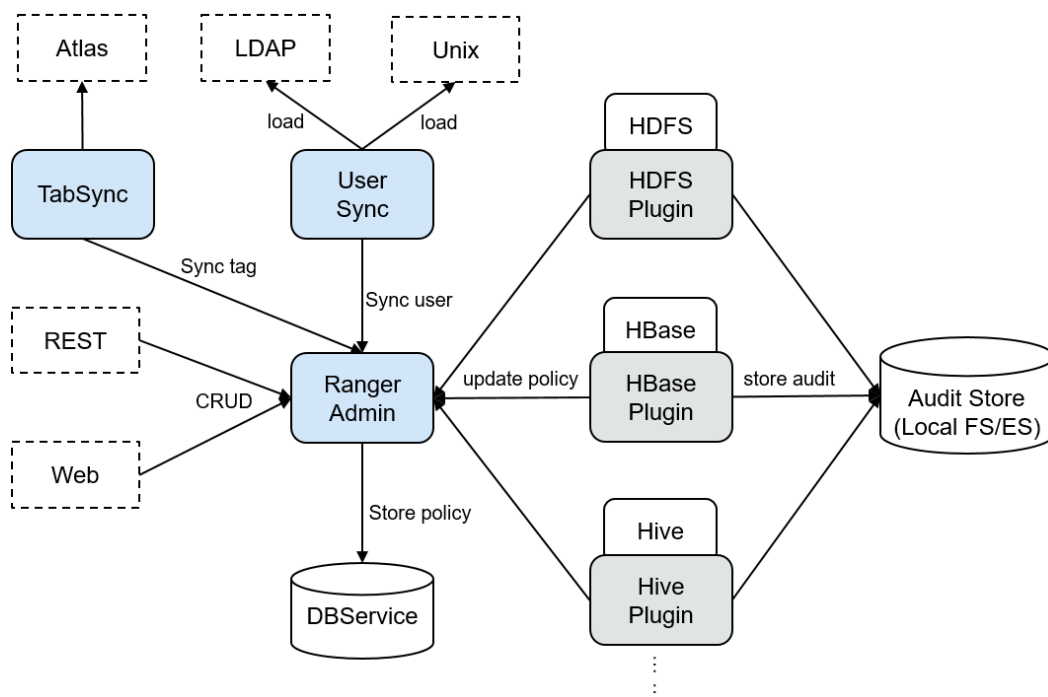 Atlas
LDAP
Unix
load
load
HDFS
TabSync
User
Sync
HDFS
Plugin
Sync tag
Sync user
REST
HBase
Ranger
Admin
CRUD
update policy
HBase
Plugin
store audit
Audit Store
(Local FS/ES)
Web
Store policy
Hive
Hive
Plugin
DBService